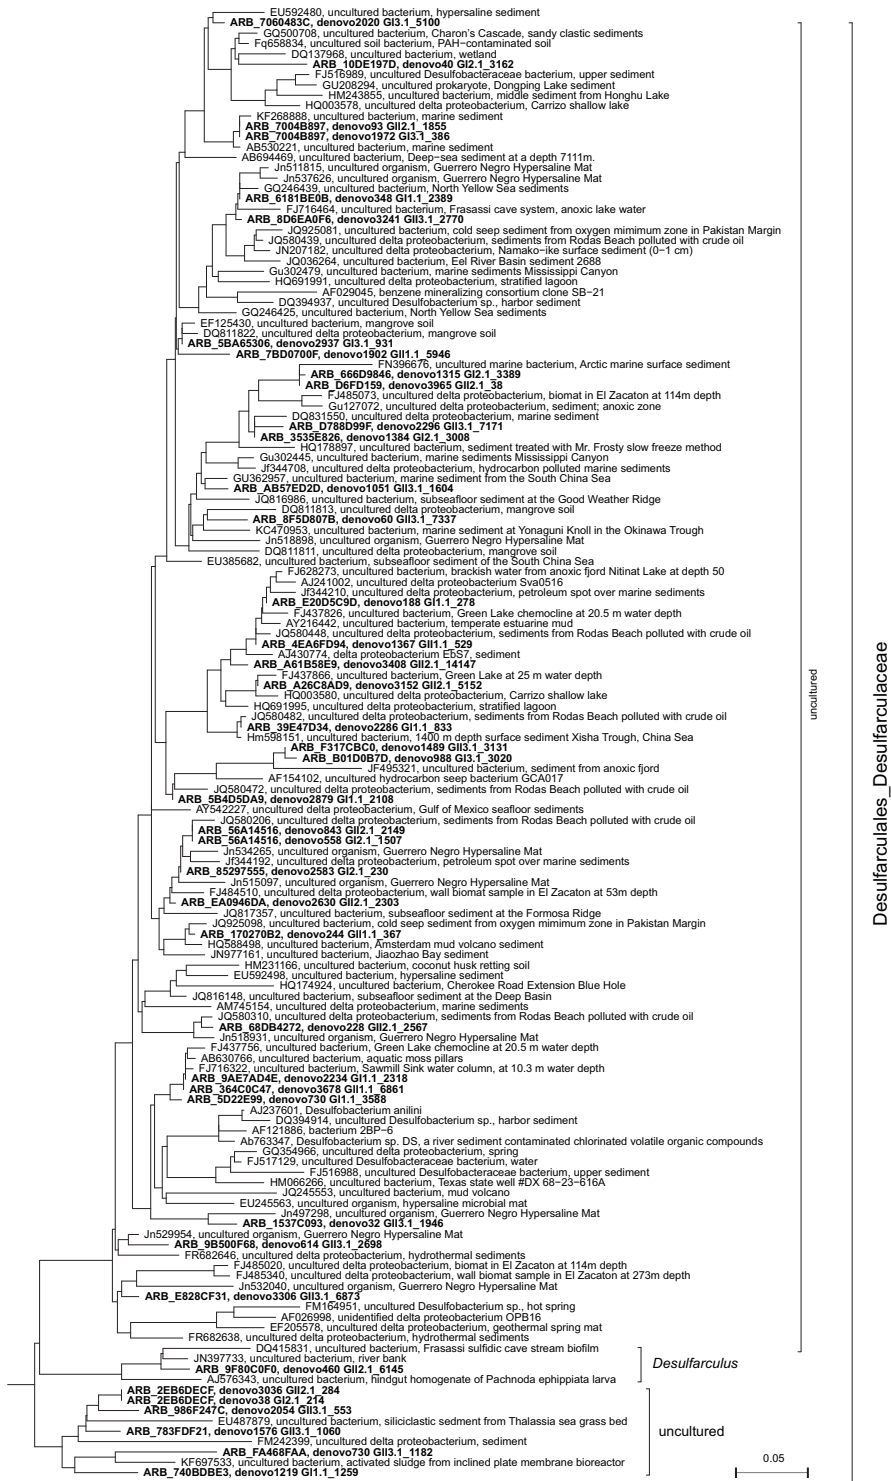 EU592480, uncultured bacterium, hypersaline sediment
ARB_7060483C, denovo2020 GI3.1_5100
GQ500708, uncultured bacterium, Charon's Cascade, sandy clastic sediments
Fq658834, uncultured soil bacterium, PAH−contaminated soil
DQ137968, uncultured bacterium, wetland
ARB_10DE197D, denovo40 GI2.1_3162
FJ516989, uncultured Desulfobacteraceae bacterium, upper sediment
GU208294, uncultured prokaryote, Dongping Lake sediment
HM243855, uncultured bacterium, middle sediment from Honghu Lake
HQ003578, uncultured delta proteobacterium, Carrizo shallow lake
KF268888, uncultured bacterium, marine sediment
ARB_7004B897, denovo93 GII2.1_1855
ARB_7004B897, denovo1972 GI3.1_386
AB530221, uncultured bacterium, marine sediment
AB694469, uncultured bacterium, Deep−sea sediment at a depth 7111m.
Jn511815, uncultured organism, Guerrero Negro Hypersaline Mat
Jn537626, uncultured organism, Guerrero Negro Hypersaline Mat
GQ246439, uncultured bacterium, North Yellow Sea sediments
ARB_6181BE0B, denovo348 GI1.1_2389
FJ716464, uncultured bacterium, Frasassi cave system, anoxic lake water
ARB_8D6EA0F6, denovo3241 GII3.1_2770
JQ925081, uncultured bacterium, cold seep sediment from oxygen mimimum zone in Pakistan Margin
JQ580439, uncultured delta proteobacterium, sediments from Rodas Beach polluted with crude oil
JN207182, uncultured delta proteobacterium, Namako−ike surface sediment (0−1 cm)
JQ036264, uncultured bacterium, Eel River Basin sediment 2688
Gu302479, uncultured bacterium, marine sediments Mississippi Canyon
HQ691991, uncultured delta proteobacterium, stratified lagoon
AF029045, benzene mineralizing consortium clone SB−21
DQ394937, uncultured Desulfobacterium sp., harbor sediment
GQ246425, uncultured bacterium, North Yellow Sea sediments
EF125430, uncultured bacterium, mangrove soil
DQ811822, uncultured delta proteobacterium, mangrove soil
ARB_5BA65306, denovo2937 GI3.1_931
ARB_7BD0700F, denovo1902 GII1.1_5946
FN396676, uncultured marine bacterium, Arctic marine surface sediment
ARB_666D9846, denovo1315 GI2.1_3389
ARB_D6FD159, denovo3965 GII2.1_38
FJ485073, uncultured delta proteobacterium, biomat in El Zacaton at 114m depth
Gu127072, uncultured delta proteobacterium, sediment; anoxic zone
DQ831550, uncultured delta proteobacterium, marine sediment
ARB_D788D99F, denovo2296 GII3.1_7171
ARB_3535E826, denovo1384 GI2.1_3008
HQ178897, uncultured bacterium, sediment treated with Mr. Frosty slow freeze method
Gu302445, uncultured bacterium, marine sediments Mississippi Canyon
Jf344708, uncultured delta proteobacterium, hydrocarbon polluted marine sediments
GU362957, uncultured bacterium, marine sediment from the South China Sea
ARB_AB57ED2D, denovo1051 GII3.1_1604
JQ816986, uncultured bacterium, subseafloor sediment at the Good Weather Ridge
DQ811813, uncultured delta proteobacterium, mangrove soil
ARB_8F5D807B, denovo60 GII3.1_7337
KC470953, uncultured bacterium, marine sediment at Yonaguni Knoll in the Okinawa Trough
Jn518898, uncultured organism, Guerrero Negro Hypersaline Mat
DQ811811, uncultured delta proteobacterium, mangrove soil
EU385682, uncultured bacterium, subseafloor sediment of the South China Sea
FJ628273, uncultured bacterium, brackish water from anoxic fjord Nitinat Lake at depth 50
AJ241002, uncultured delta proteobacterium Sva0516
Jf344210, uncultured bacterium, petroleum spot over marine sediments
ARB_E20D5C9D, denovo188 GI1.1_278
FJ437826, uncultured bacterium, Green Lake chemocline at 20.5 m water depth
AY216442, uncultured bacterium, temperate estuarine mud
JQ580448, uncultured delta proteobacterium, sediments from Rodas Beach polluted with crude oil
ARB_4EA6FD94, denovo1367 GII1.1_529
AJ430774, delta proteobacterium EbS7, sediment
ARB_A61B58E9, denovo3408 GII2.1_14147
FJ437866, uncultured bacterium, Green Lake at 25 m water depth
ARB_A26C8AD9, denovo3152 GII2.1_5152
HQ003580, uncultured bacterium, Carrizo shallow lake
HQ691995, uncultured delta proteobacterium, stratified lagoon
JQ580482, uncultured delta proteobacterium, sediments from Rodas Beach polluted with crude oil
ARB_39E47D34, denovo2286 GI1.1_833
Hm598151, uncultured bacterium, 1400 m depth surface sediment Xisha Trough, China Sea
ARB_F317CBC0, denovo1489 GII3.1_3131
ARB_B01D0B7D, denovo988 GI3.1_3020
JF495321, uncultured bacterium, sediment from anoxic fjord
AF154102, uncultured hydrocarbon seep bacterium GCA017
JQ580472, uncultured delta proteobacterium, sediments from Rodas Beach polluted with crude oil
ARB_5B4D5DA9, denovo2879 GI1.1_2108
AY542227, uncultured delta proteobacterium, Gulf of Mexico seafloor sediments
JQ580206, uncultured delta proteobacterium, sediments from Rodas Beach polluted with crude oil
ARB_56A14516, denovo843 GII2.1_2149
ARB_56A14516, denovo558 GI2.1_1507
Jn534265, uncultured organism, Guerrero Negro Hypersaline Mat
Jf344192, uncultured bacterium, petroleum spot over marine sediments
ARB_85297555, denovo2583 GI2.1_230
Jn515097, uncultured organism, Guerrero Negro Hypersaline Mat
FJ484510, uncultured delta proteobacterium, wall biomat sample in El Zacaton at 53m depth
ARB_EA0946DA, denovo2630 GII2.1_2303
JQ817357, uncultured bacterium, subseafloor sediment at the Formosa Ridge
JQ925098, uncultured bacterium, cold seep sediment from oxygen mimimum zone in Pakistan Margin
ARB_170270B2, denovo244 GII1.1_367
HQ588498, uncultured bacterium, Amsterdam mud volcano sediment
JN977161, uncultured bacterium, Jiaozhao Bay sediment
HM231166, uncultured bacterium, coconut husk retting soil
EU592498, uncultured bacterium, hypersaline sediment
HQ174924, uncultured bacterium, Cherokee Road Extension Blue Hole
JQ816148, uncultured bacterium, subseafloor sediment at the Deep Basin
AM745154, uncultured bacterium, marine sediments
JQ580310, uncultured bacterium, sediments from Rodas Beach polluted with crude oil
ARB_68DB4272, denovo228 GII2.1_2567
Jn518931, uncultured organism, Guerrero Negro Hypersaline Mat
FJ437756, uncultured bacterium, Green Lake chemocline at 20.5 m water depth
AB630766, uncultured bacterium, aquatic moss pillars
FJ716322, uncultured bacterium, Sawmill Sink water column, at 10.3 m water depth
ARB_9AE7AD4E, denovo2234 GI1.1_2318
ARB_364C0C47, denovo3678 GII1.1_6861
ARB_5D22E99, denovo730 GI1.1_3588
AJ237601, Desulfobacterium anilini
DQ394914, uncultured Desulfobacterium sp., harbor sediment
AF121886, bacterium 2BP−6
Ab763347, Desulfobacterium sp. DS, a river sediment contaminated chlorinated volatile organic compounds
GQ354966, uncultured delta proteobacterium, spring
FJ517129, uncultured Desulfobacteraceae bacterium, water
FJ516988, uncultured Desulfobacteraceae bacterium, upper sediment
HM066266, uncultured bacterium, Texas state well #DX 68−23−616A
JQ245553, uncultured bacterium, mud volcano
EU245563, uncultured organism, hypersaline microbial mat
Jn497298, uncultured organism, Guerrero Negro Hypersaline Mat
ARB_1537C093, denovo32 GII3.1_1946
Jn529954, uncultured organism, Guerrero Negro Hypersaline Mat
ARB_9B500F68, denovo614 GII3.1_2698
FR682646, uncultured delta proteobacterium, hydrothermal sediments
FJ485020, uncultured delta proteobacterium, biomat in El Zacaton at 114m depth
FJ485340, uncultured delta proteobacterium, wall biomat sample in El Zacaton at 273m depth
Jn532040, uncultured organism, Guerrero Negro Hypersaline Mat
ARB_E828CF31, denovo3306 GII3.1_6873
FM164951, uncultured Desulfobacterium sp., hot spring
AF026998, unidentified delta proteobacterium OPB16
EF205578, uncultured delta proteobacterium, geothermal spring mat
FR682638, uncultured delta proteobacterium, hydrothermal sediments
DQ415831, uncultured bacterium, Frasassi sulfidic cave stream biofilm
JN397733, uncultured bacterium, river bank
ARB_9F80C0F0, denovo460 GII2.1_6145
AJ576343, uncultured bacterium, hindgut homogenate of Pachnoda ephippiata larva
ARB_2EB6DECF, denovo3036 GII2.1_284
ARB_2EB6DECF, denovo38 GI2.1_214
ARB_986F247C, denovo2054 GII3.1_553
EU487879, uncultured bacterium, siliciclastic sedment from Thalassia sea grass bed
ARB_783FDF21, denovo1576 GII3.1_1060
FM242399, uncultured delta proteobacterium, sediment
ARB_FA468FAA, denovo730 GII3.1_1182
KF697533, uncultured bacterium, activated sludge from inclined plate membrane bioreactor
ARB_740BDBE3, denovo1219 GI1.1_1259
uncultured
Desulfarculus
uncultured
Desulfarculales_Desulfarculaceae
0.05